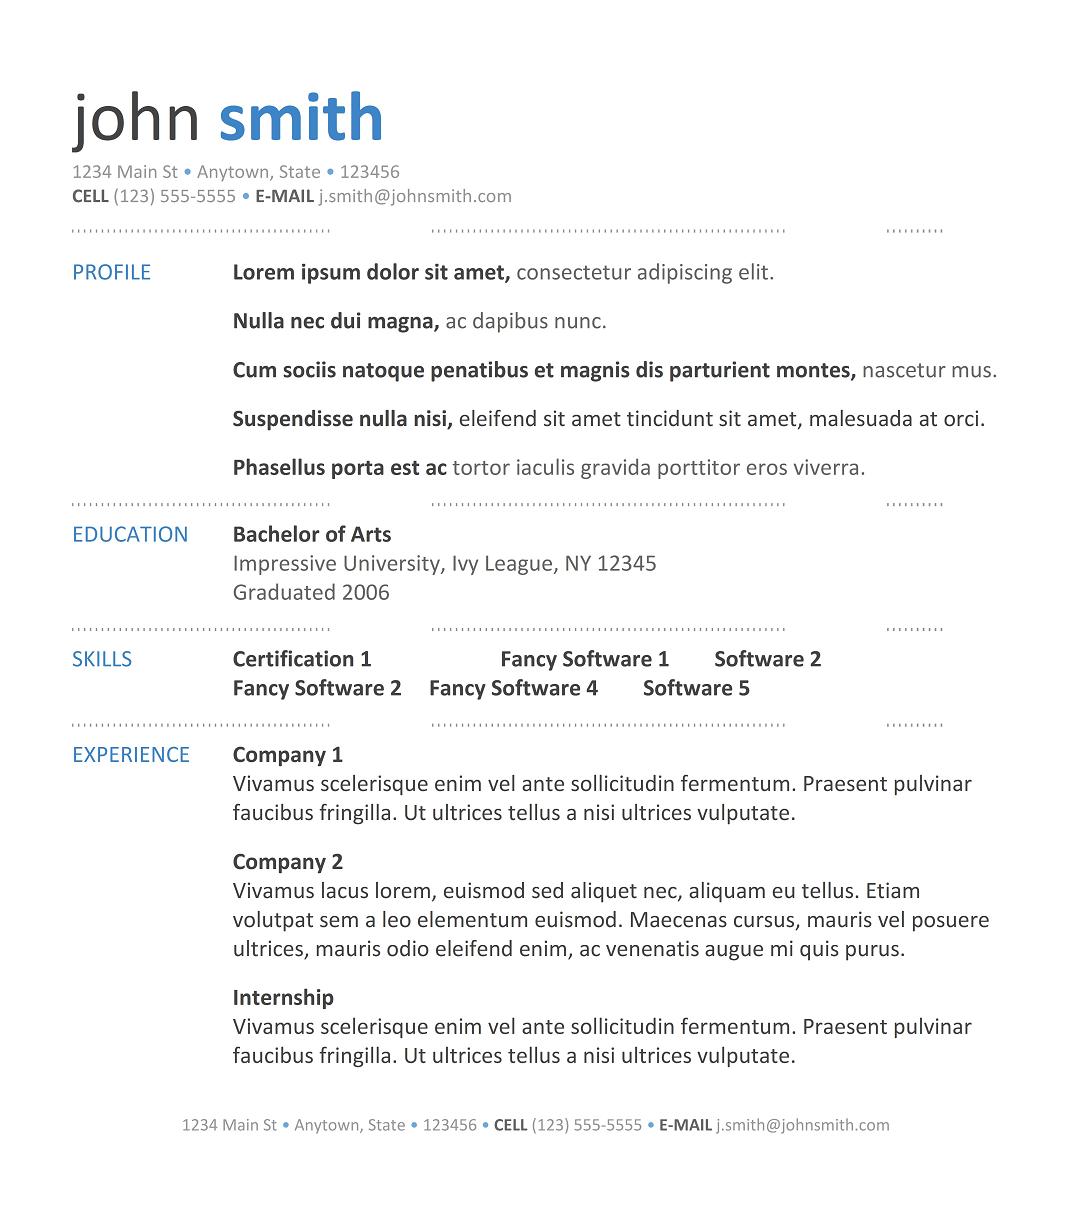 john smith
1234 Main St • Anytown, State • 123456
CELL (123) 555-5555 • E-MAIL j.smith@johnsmith.com
PROFILE Lorem ipsum dolor sit amet, consectetur adipiscing elit.
Nulla nec dui magna, ac dapibus nunc.
Cum sociis natoque penatibus et magnis dis parturient montes, nascetur mus.
Suspendisse nulla nisi, eleifend sit amet tincidunt sit amet, malesuada at orci.
Phasellus porta est ac tortor iaculis gravida porttitor eros viverra.
EDUCATION Bachelor of Arts
Impressive University, Ivy League, NY 12345
Graduated 2006
SKILLS Certification 1 Fancy Software 1 Software 2
Fancy Software 2 Fancy Software 4 Software 5
EXPERIENCE Company 1
Vivamus scelerisque enim vel ante sollicitudin fermentum. Praesent pulvinar
faucibus fringilla. Ut ultrices tellus a nisi ultrices vulputate.
Company 2
Vivamus lacus lorem, euismod sed aliquet nec, aliquam eu tellus. Etiam
volutpat sem a leo elementum euismod. Maecenas cursus, mauris vel posuere
ultrices, mauris odio eleifend enim, ac venenatis augue mi quis purus.
Internship
Vivamus scelerisque enim vel ante sollicitudin fermentum. Praesent pulvinar
faucibus fringilla. Ut ultrices tellus a nisi ultrices vulputate.
1234 Main St • Anytown, State • 123456 • CELL (123) 555-5555 • E-MAIL j.smith@johnsmith.com